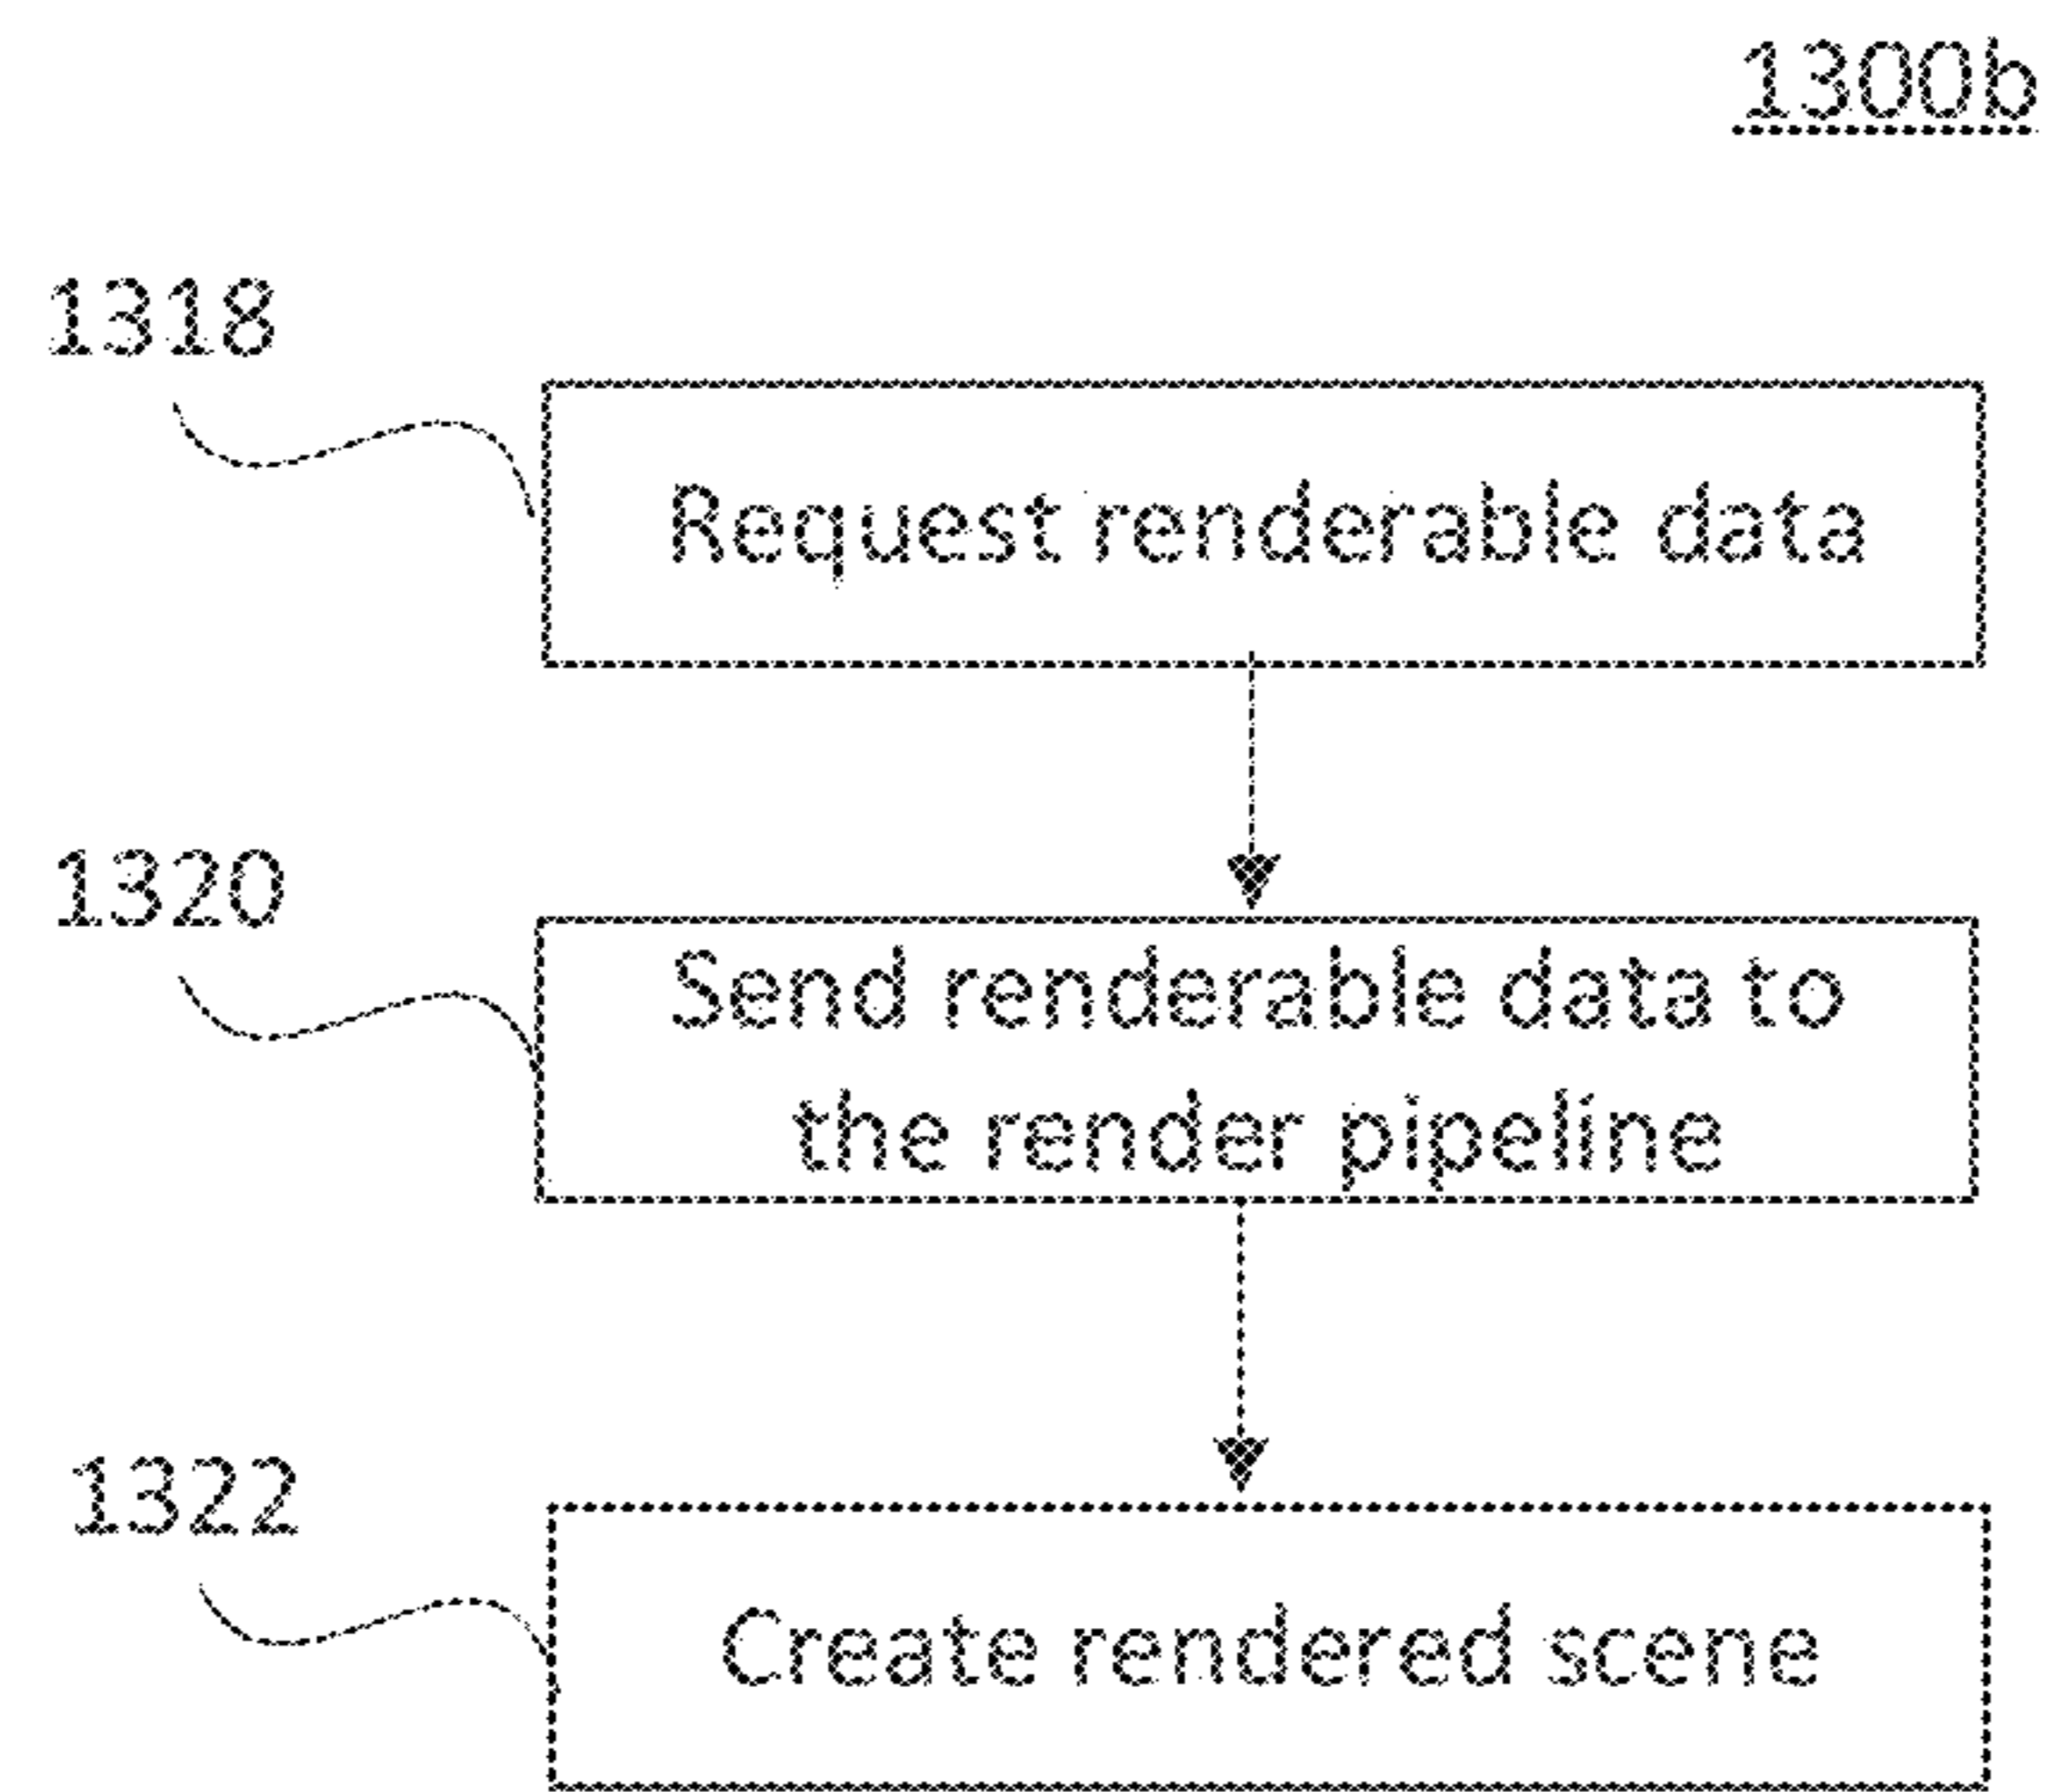 1300b
1318
Request renderable data
1320
Send renderable data to
the render pipeline
1322
Create rendered scene